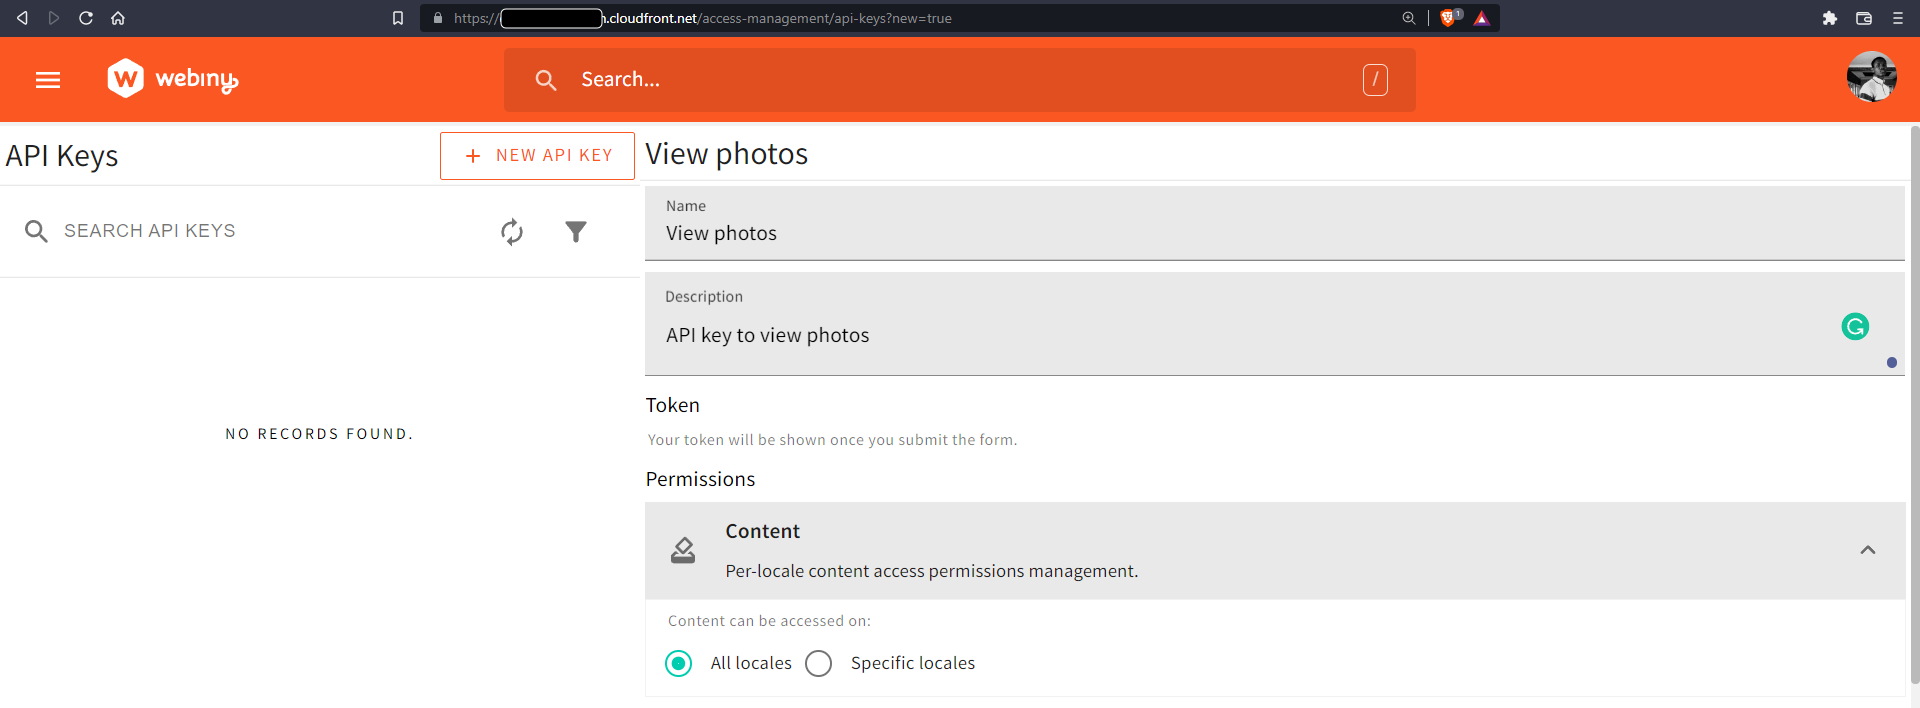 https://
n.cloudfront.net/access-management/api-keys?new=true
1
webiny
Search...
/
API Keys
+ NEW API KEY
SEARCH API KEYS
NO RECORDS FOUND.
View photos
Name
View photos
Description
API key to view photos
Token
Your token will be shown once you submit the form.
Permissions
Content
Per-locale content access permissions management.
Content can be accessed on:
All locales
Specific locales